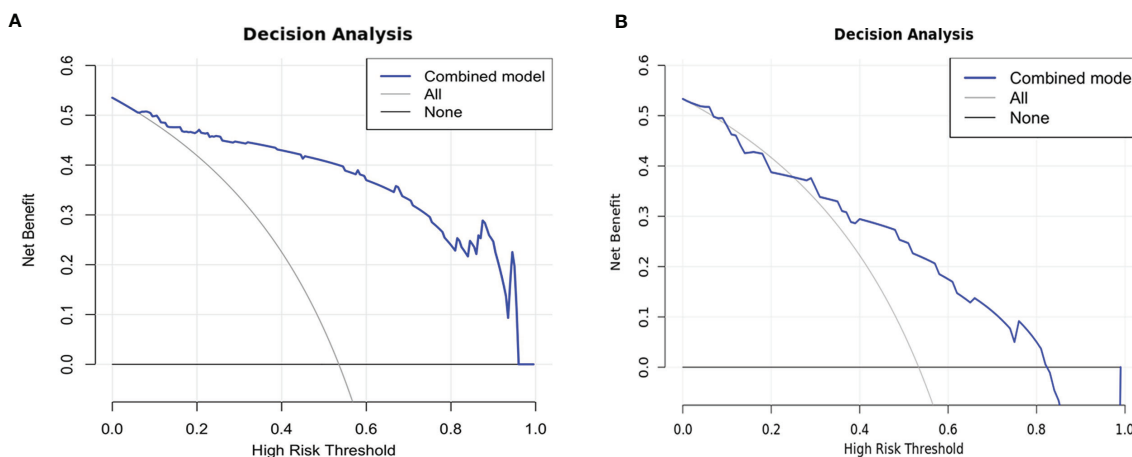 A
Decision Analysis
Combined model
All
None
0.6
0.5
0.4
0.3
0.2
0.1
0.0
Net Benefit
0.0 0.2 0.4 0.6 0.8 1.0
High Risk Threshold
B
Decision Analysis
Combined mode
All
None
0.6
0.5
0.4
0.3
0.2
0.1
0.0
Net Benefit
0.0 0.2 0.4 0.6 0.8 1.0
High Risk Threshold